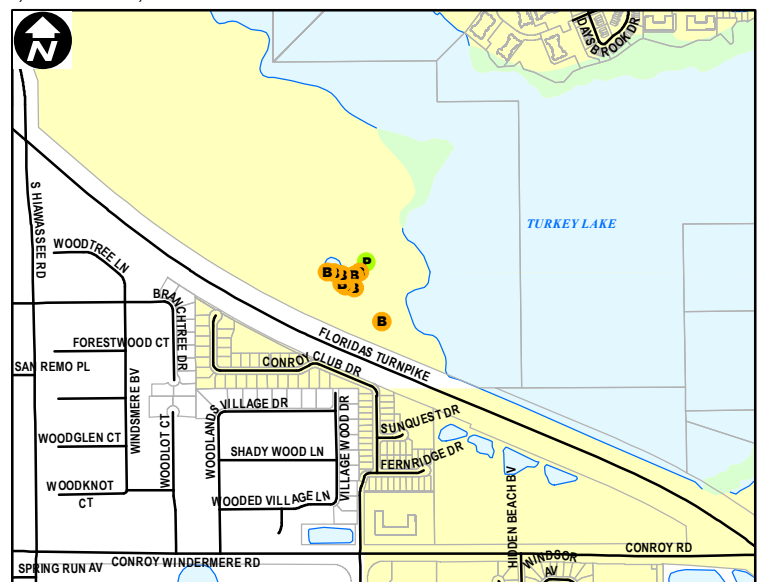 N
DAYSBROOK DR
TURKEY LAKE
S HIAWASSEE RD
WOODTREE LN
BRANCHTREE DR
B
B
B
B
FLORIDAS TURNPIKE
FORESTWOOD CT
CONROY CLUB DR
SAN REMO PL
WINDSMERE BV
WOODLANDS VILLAGE DR
VILLAGE WOOD DR
SUNQUEST DR
WOODLOT CT
WOODGLEN CT
SHADY WOOD LN
FERNRIDGE DR
WOODKNOT
CT
WOODED VILLAGE LN
HIDDEN BEACH BV
CONROY WINDERMERE RD
CONROY RD
SPRING RUN AV
WINDSOR
AV